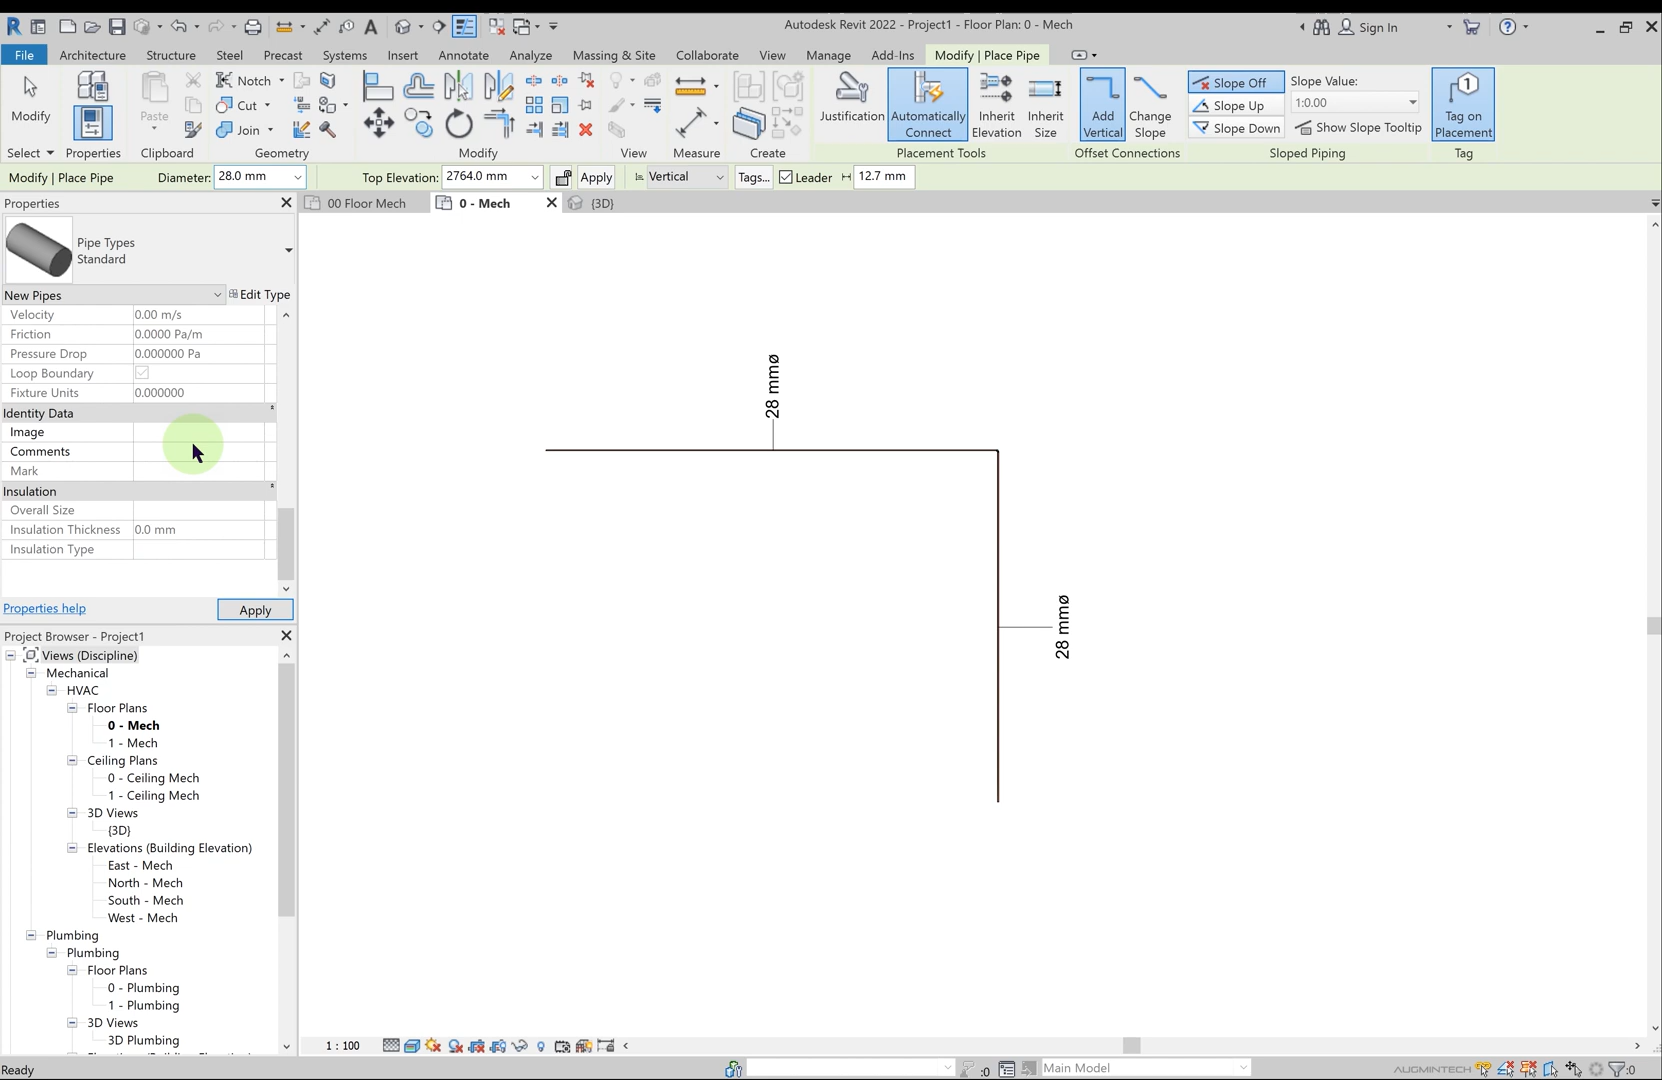 Autodesk Revit 2022 - Project1 - Floor Plan: 0 - Mech
Sign In
File Architecture Structure Steel Precast Systems Insert Annotate Analyze Massing & Site Collaborate View Manage Add-Ins Modify | Place Pipe
Modify
Paste
Notch
Cut
Join
Justification
Automatically
Connect
Inherit
Elevation
Inherit
Size
Add
Vertical
Change
Slope
Slope Off
Slope Up
Slope Down
Slope Value:
1:0.00
Show Slope Tooltip
Tag on
Placement
Select Properties Clipboard Geometry Modify View Measure Create Placement Tools Offset Connections Sloped Piping Tag
Modify | Place Pipe Diameter: 28.0 mm Top Elevation: 2764.0 mm Apply Vertical Tags... Leader 12.7 mm
Properties
00 Floor Mech 0 - Mech {3D}
Pipe Types
Standard
New Pipes Edit Type
Velocity 0.00 m/s
Friction 0.0000 Pa/m
Pressure Drop 0.000000 Pa
Loop Boundary
Fixture Units 0.000000
Identity Data
Image
Comments
Mark
Insulation
Overall Size
Insulation Thickness 0.0 mm
Insulation Type
Properties help Apply
28 mmø
28 mmø
Project Browser - Project1
Views (Discipline)
Mechanical
HVAC
Floor Plans
0 - Mech
1 - Mech
Ceiling Plans
0 - Ceiling Mech
1 - Ceiling Mech
3D Views
{3D}
Elevations (Building Elevation)
East - Mech
North - Mech
South - Mech
West - Mech
Plumbing
Plumbing
Floor Plans
0 - Plumbing
1 - Plumbing
3D Views
3D Plumbing
1 : 100
Ready
:0
Main Model
AUGMINTECH
:0